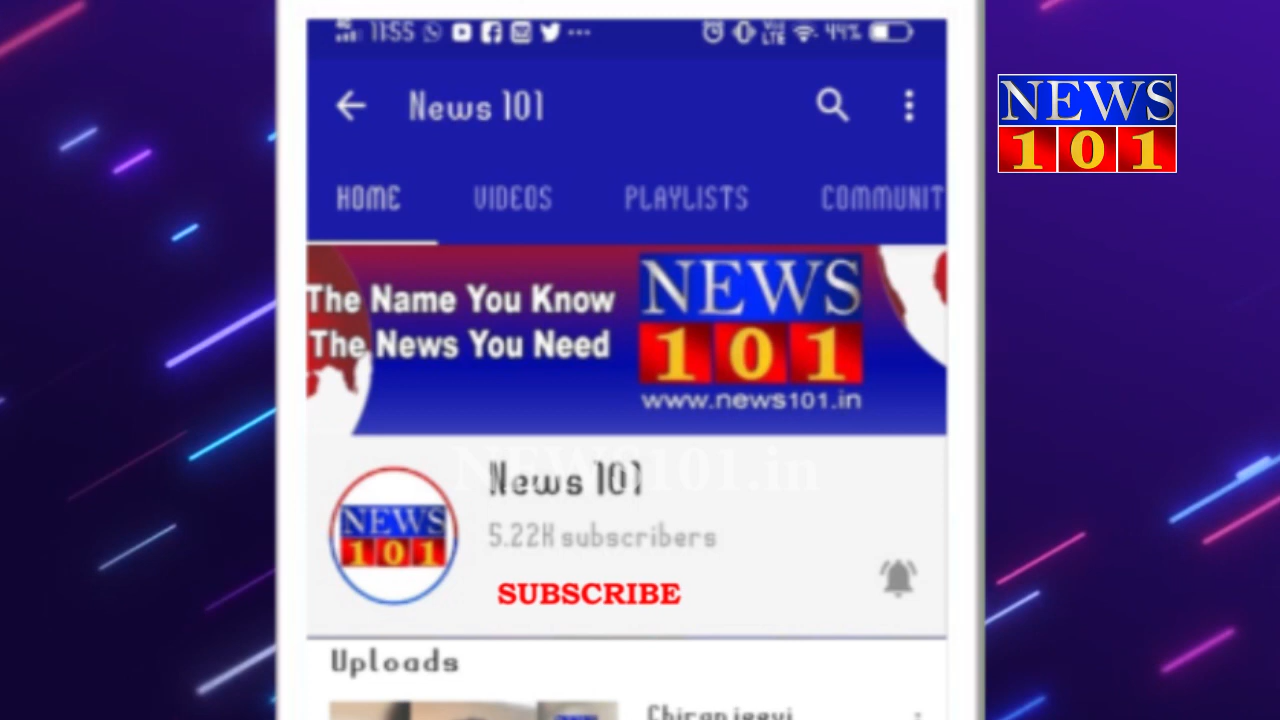 11:55 VoLTE 44%
News 101
HOME VIDEOS PLAYLISTS COMMUNIT
NEWS
101
The Name You Know
The News You Need
NEWS
101
www.news101.in
News 101
NEWS101.in
5.22K subscribers
NEWS
101
SUBSCRIBE
Uploads
Chiranjeevi